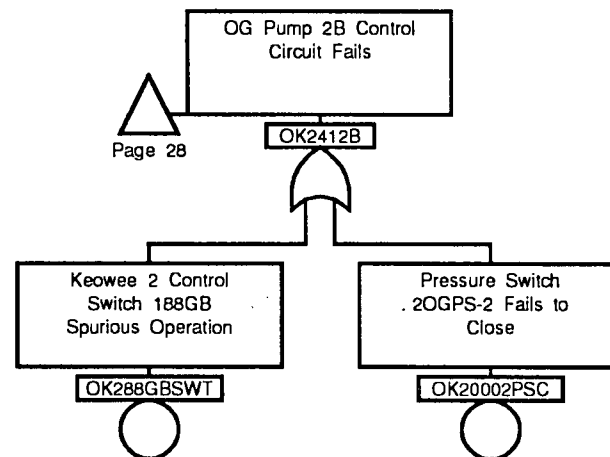 OG Pump 2B Control
Circuit Fails
Page 28
OK2412B
Keowee 2 Control
Switch 188GB
Spurious Operation
OK288GBSWT
Pressure Switch
2OGPS-2 Fails to
Close
OK20002PSC